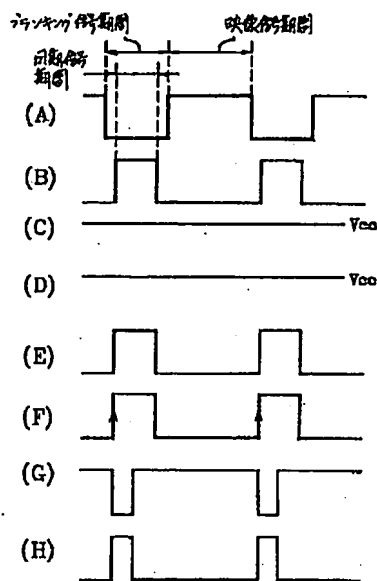 ブランキング信号期間
映像信号期間
同期信号
期間
(A)
(B)
(C)
Vcc
(D)
Vcc
(E)
(F)
(G)
(H)